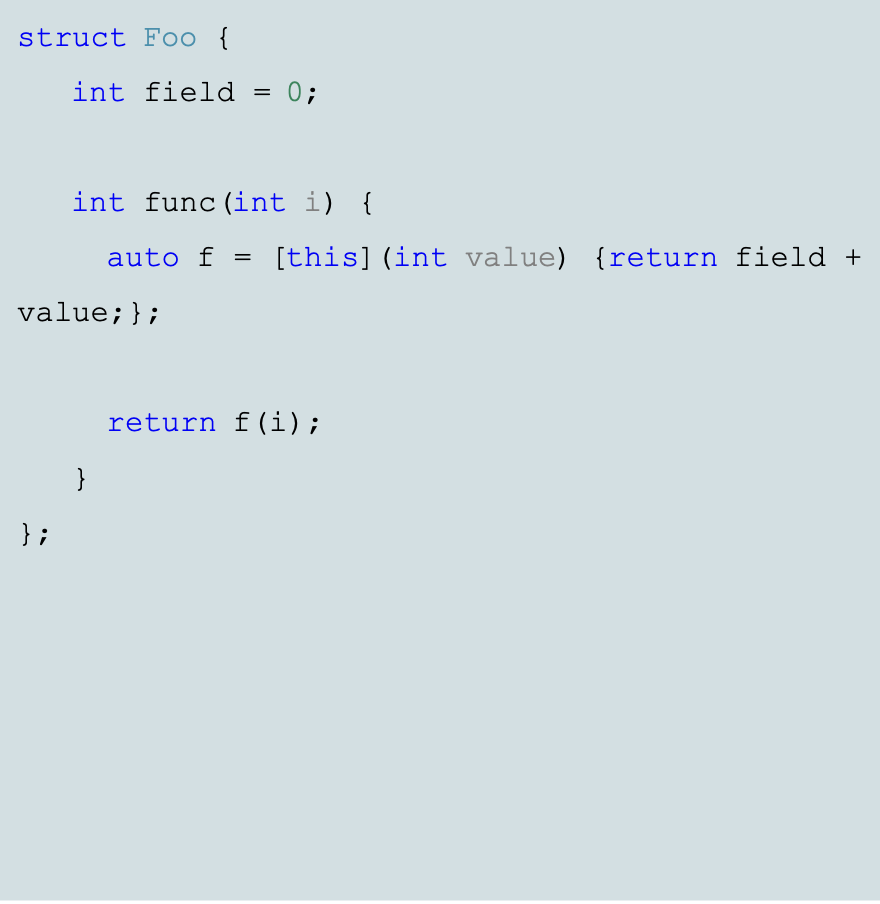 struct Foo {
   int field = 0;

   int func(int i) {
     auto f = [this](int value) {return field +
value;};

     return f(i);
   }
};